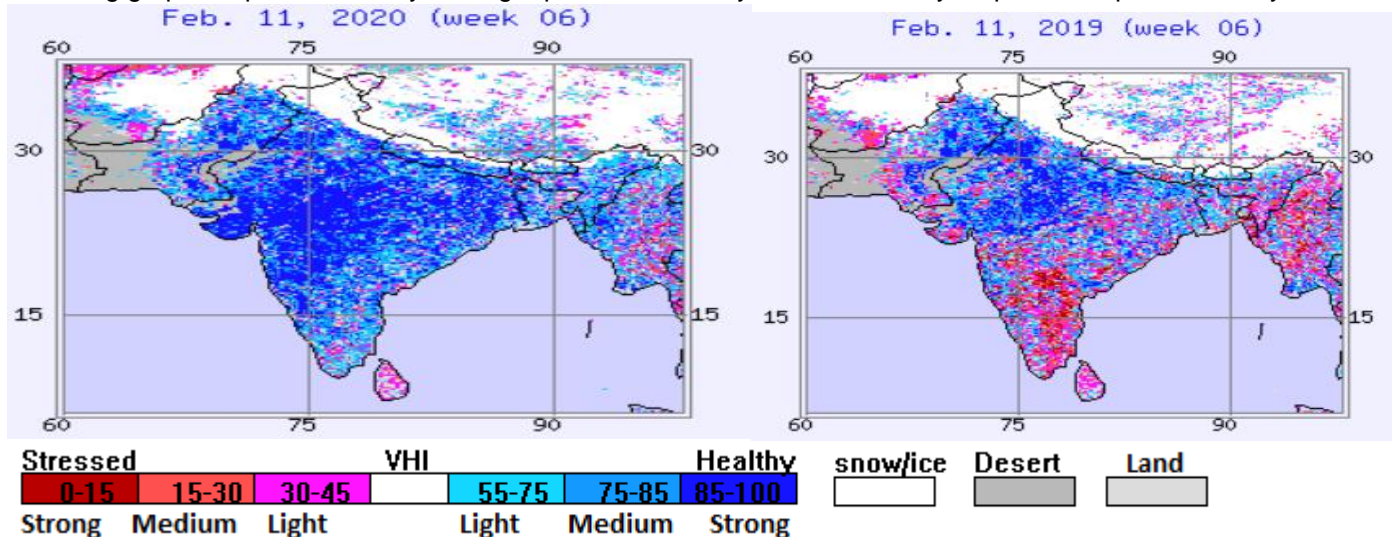 Feb. 11, 2020 (week 06)
60 75 90
30 30
15 15
60 75 90
Feb. 11, 2019 (week 06)
60 75 90
30 30
15 15
60 75 90
Stressed VHI Healthy
0-15 15-30 30-45 55-75 75-85 85-100
Strong Medium Light Light Medium Strong
snow/ice Desert Land